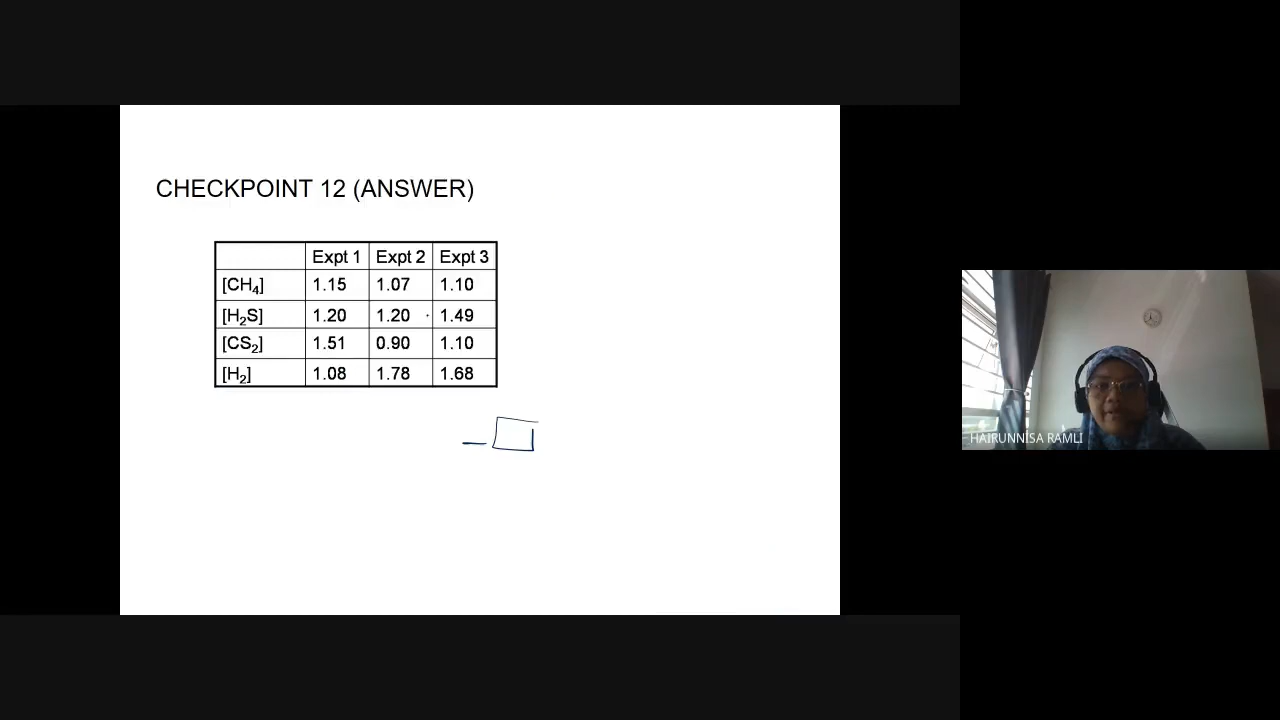 CHECKPOINT 12 (ANSWER)
Expt 1 Expt 2 Expt 3
[CH₄] 1.15 1.07 1.10
[H₂S] 1.20 1.20 1.49
[CS₂] 1.51 0.90 1.10
[H₂] 1.08 1.78 1.68
HAIRUNNISA RAMLI